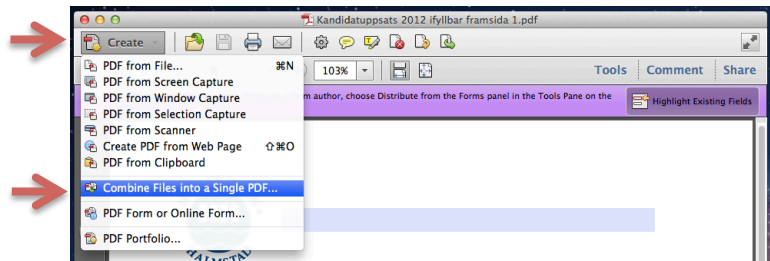 Kandidatuppsats 2012 ifyllbar framsida 1.pdf
Create
103%
Tools Comment Share
m author, choose Distribute from the Forms panel in the Tools Pane on the
Highlight Existing Fields
PDF from File... ⌘N
PDF from Screen Capture
PDF from Window Capture
PDF from Selection Capture
PDF from Scanner
Create PDF from Web Page ⇧⌘O
PDF from Clipboard
Combine Files into a Single PDF...
PDF Form or Online Form...
PDF Portfolio...
HALMSTAD